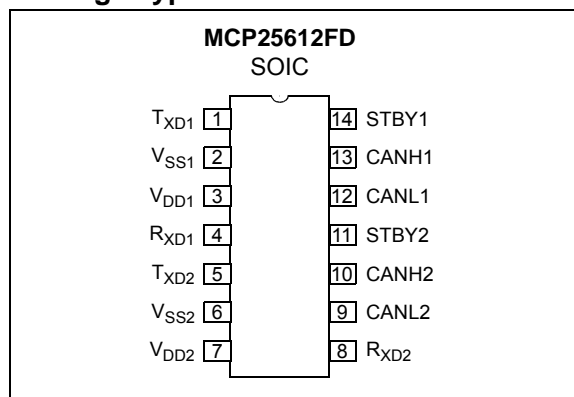 MCP25612FD
SOIC
TXD1 1 14 STBY1
VSS1 2 13 CANH1
VDD1 3 12 CANL1
RXD1 4 11 STBY2
TXD2 5 10 CANH2
VSS2 6 9 CANL2
VDD2 7 8 RXD2